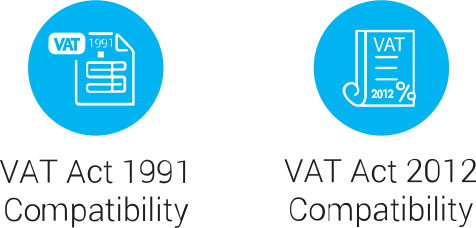 VAT 1991
VAT Act 1991
Compatibility
VAT
2012 %
VAT Act 2012
Compatibility